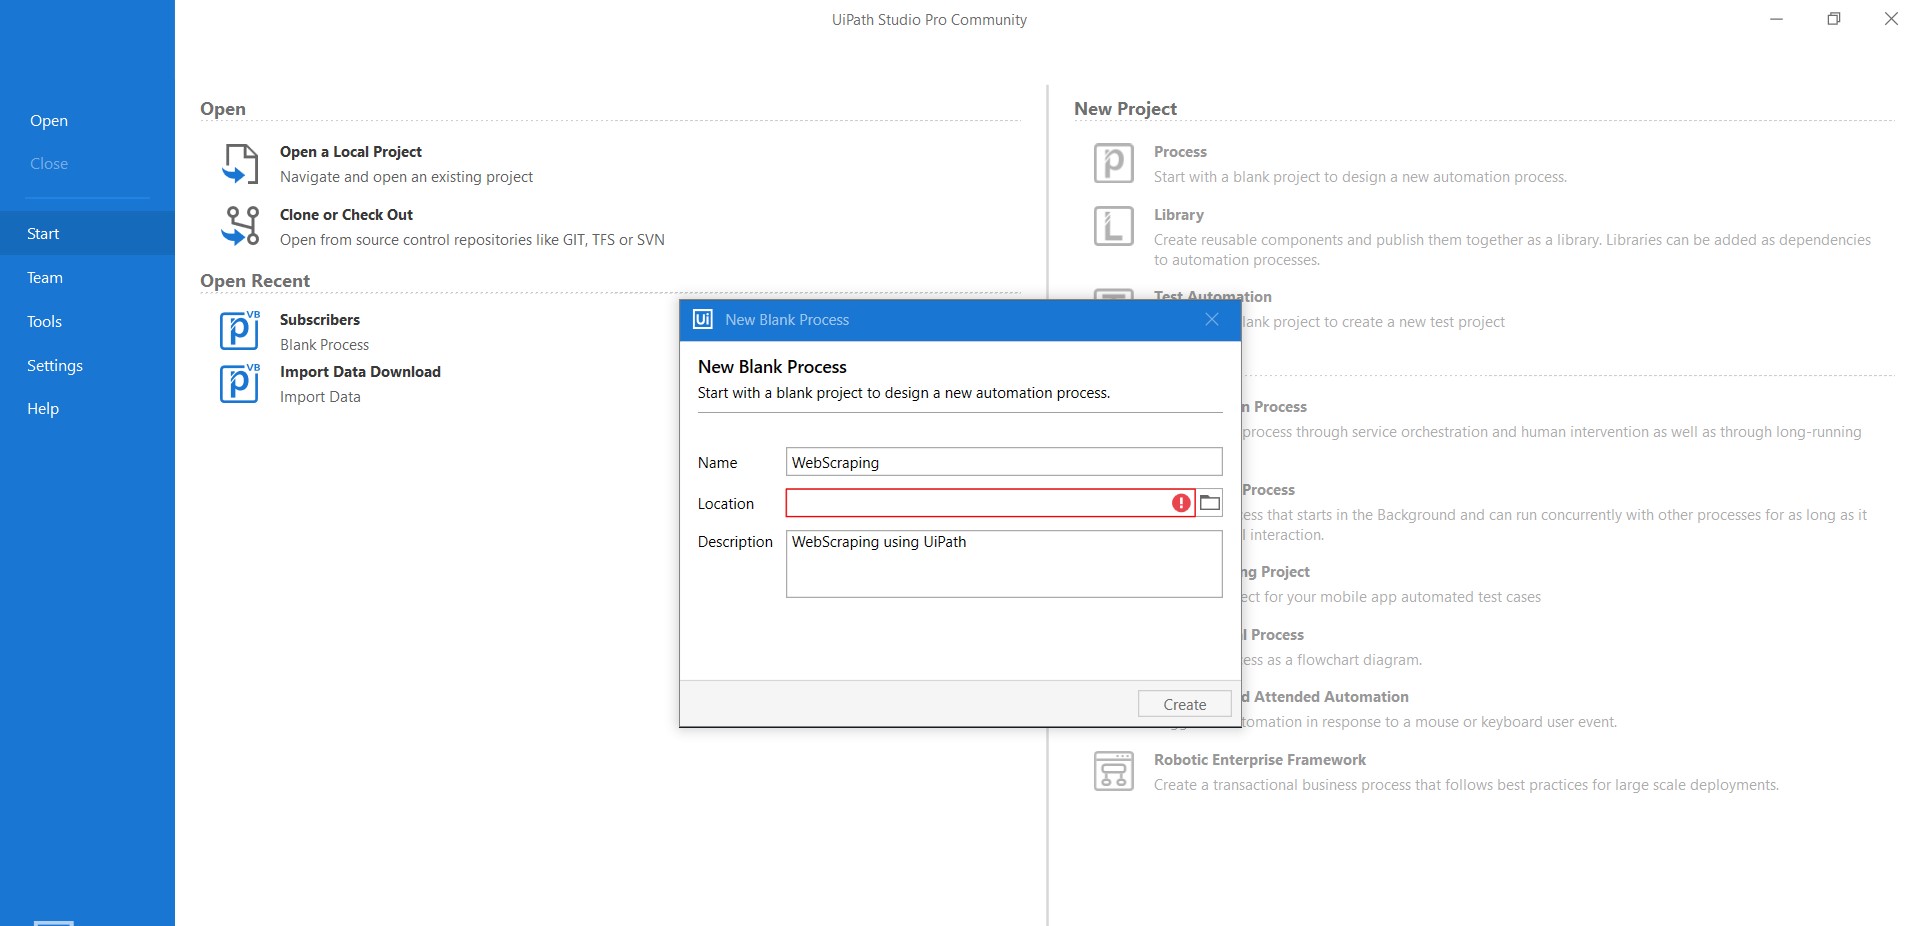 UiPath Studio Pro Community
Open
Close
Start
Team
Tools
Settings
Help
Open
Open a Local Project
Navigate and open an existing project
Clone or Check Out
Open from source control repositories like GIT, TFS or SVN
Open Recent
VB
Subscribers
Blank Process
VB
Import Data Download
Import Data
New Project
Process
Start with a blank project to design a new automation process.
Library
Create reusable components and publish them together as a library. Libraries can be added as dependencies
to automation processes.
Test Automation
lank project to create a new test project
n Process
process through service orchestration and human intervention as well as through long-running
Process
ess that starts in the Background and can run concurrently with other processes for as long as it
l interaction.
ng Project
ect for your mobile app automated test cases
l Process
ess as a flowchart diagram.
d Attended Automation
tomation in response to a mouse or keyboard user event.
Robotic Enterprise Framework
Create a transactional business process that follows best practices for large scale deployments.
Ui New Blank Process
New Blank Process
Start with a blank project to design a new automation process.
Name WebScraping
Location
Description WebScraping using UiPath
Create